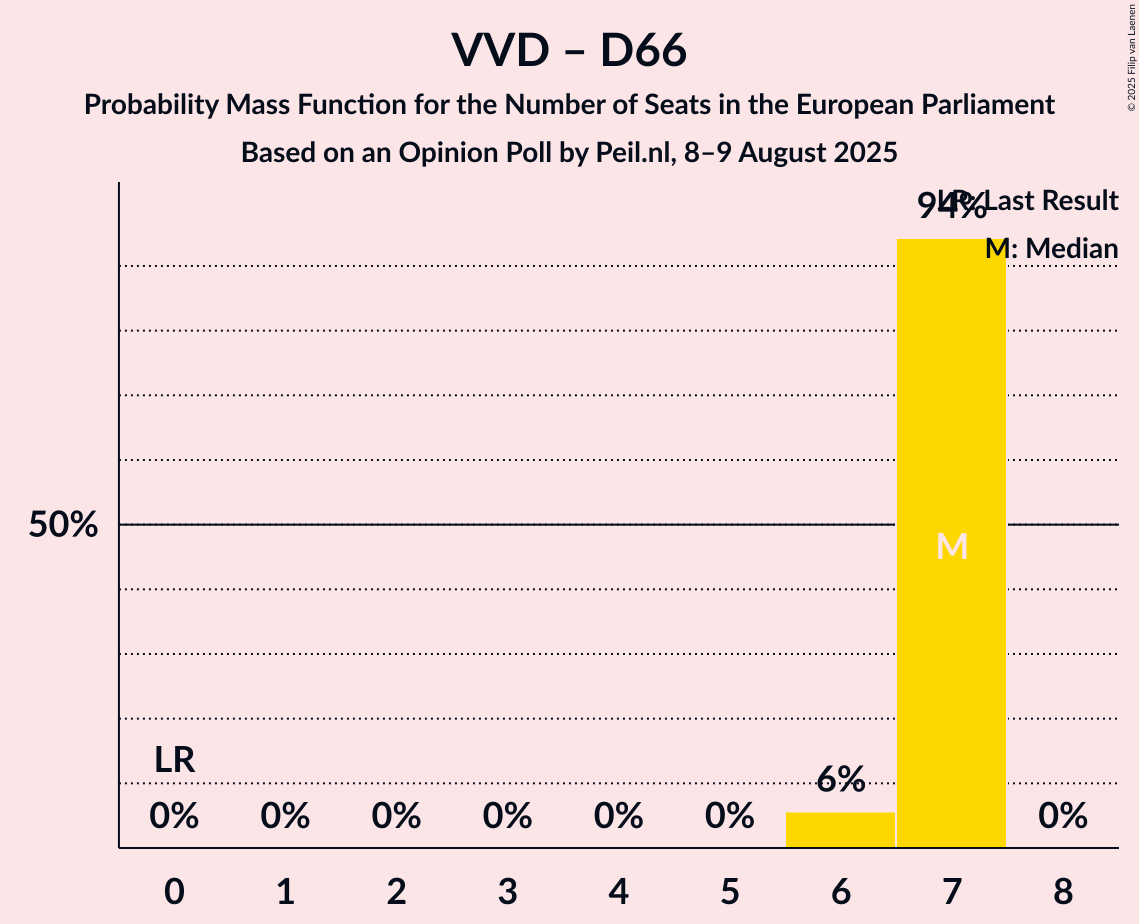 VVD – D66
Probability Mass Function for the Number of Seats in the European Parliament
Based on an Opinion Poll by Peil.nl, 8–9 August 2025
© 2025 Filip van Laenen
94%
LR: Last Result
M: Median
50%
M
LR
6%
0% 0% 0% 0% 0% 0% 0%
0 1 2 3 4 5 6 7 8